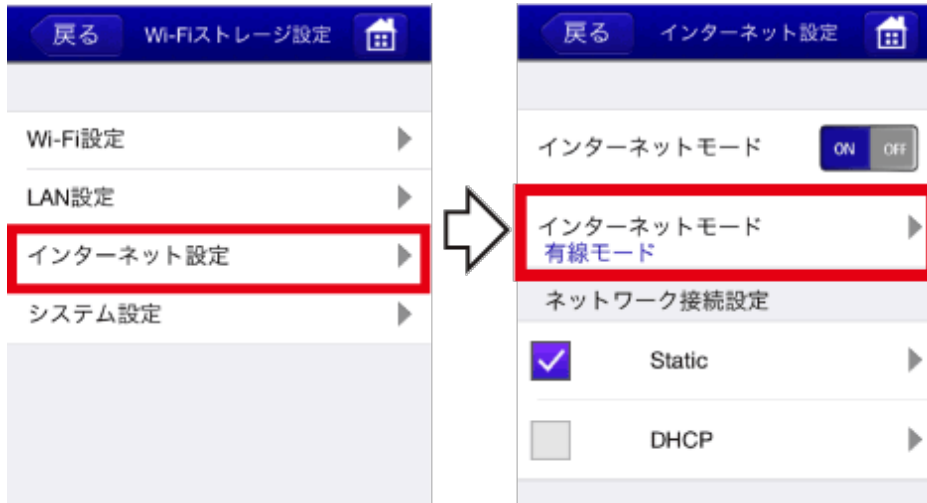 戻る Wi-Fiストレージ設定
Wi-Fi設定
LAN設定
インターネット設定
システム設定
戻る インターネット設定
インターネットモード ON OFF
インターネットモード
有線モード
ネットワーク接続設定
Static
DHCP